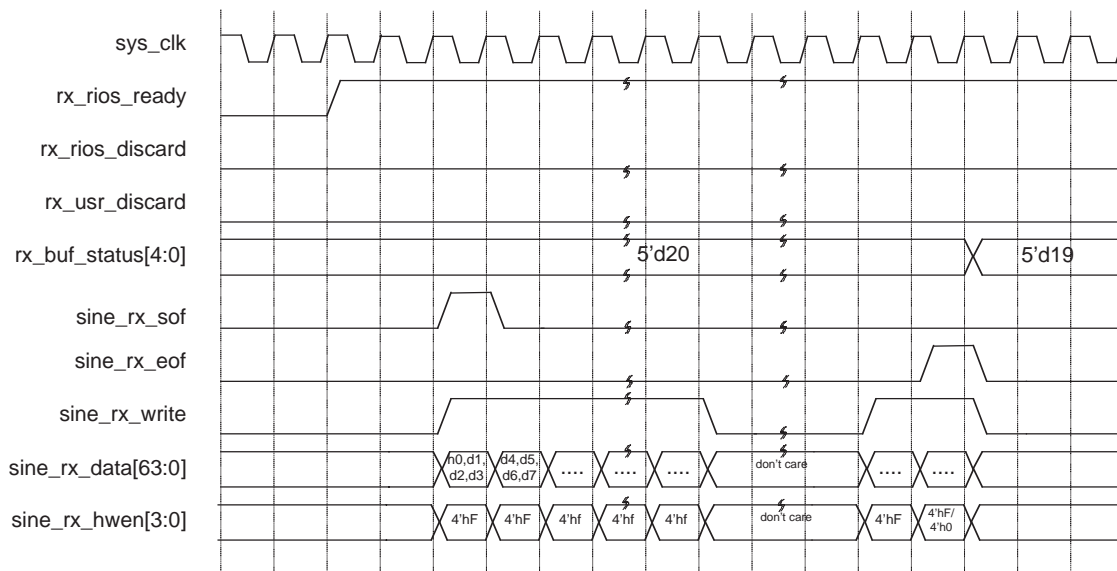 sys_clk
rx_rios_ready
rx_rios_discard
rx_usr_discard
rx_buf_status[4:0]
5'd20
5'd19
sine_rx_sof
sine_rx_eof
sine_rx_write
sine_rx_data[63:0]
h0,d1,
d2,d3
d4,d5,
d6,d7
....
....
....
don't care
....
....
sine_rx_hwen[3:0]
4'hF
4'hF
4'hf
4'hf
4'hf
don't care
4'hF
4'hF/
4'h0